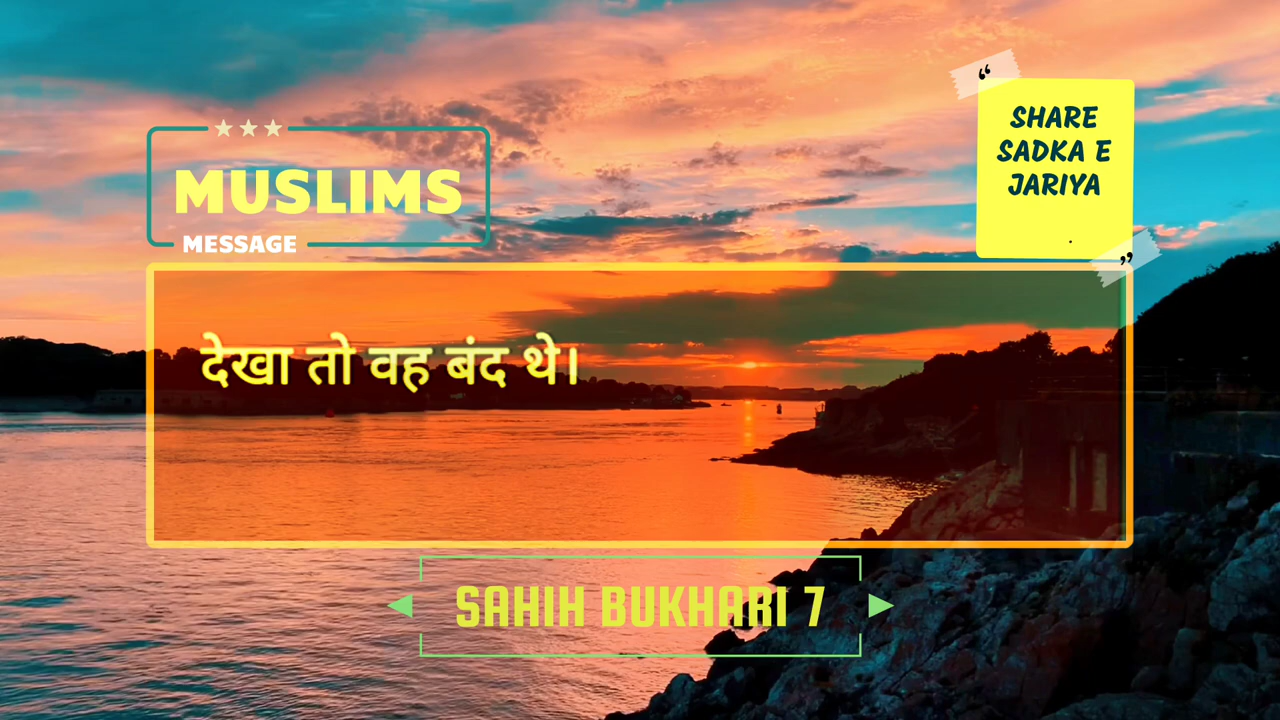 MUSLIMS
MESSAGE
“
SHARE
SADKA E
JARIYA
.
”
देखा तो वह बंद थे।
SAHIH BUKHARI 7